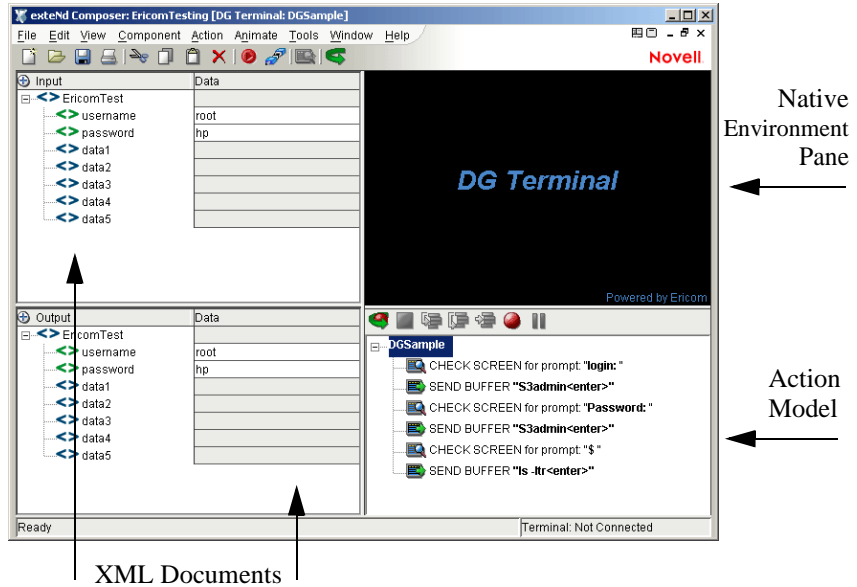 exteNd Composer: EricomTesting [DG Terminal: DGSample]
File Edit View Component Action Animate Tools Window Help
Novell
Input Data
EricomTest
username root
password hp
data1
data2
data3
data4
data5
DG Terminal
Powered by Ericom
Native
Environment
Pane
Output Data
EricomTest
username root
password hp
data1
data2
data3
data4
data5
DGSample
CHECK SCREEN for prompt: "login: "
SEND BUFFER "S3admin<enter>"
CHECK SCREEN for prompt: "Password: "
SEND BUFFER "S3admin<enter>"
CHECK SCREEN for prompt: "$ "
SEND BUFFER "ls -ltr<enter>"
Action
Model
Ready Terminal: Not Connected
XML Documents